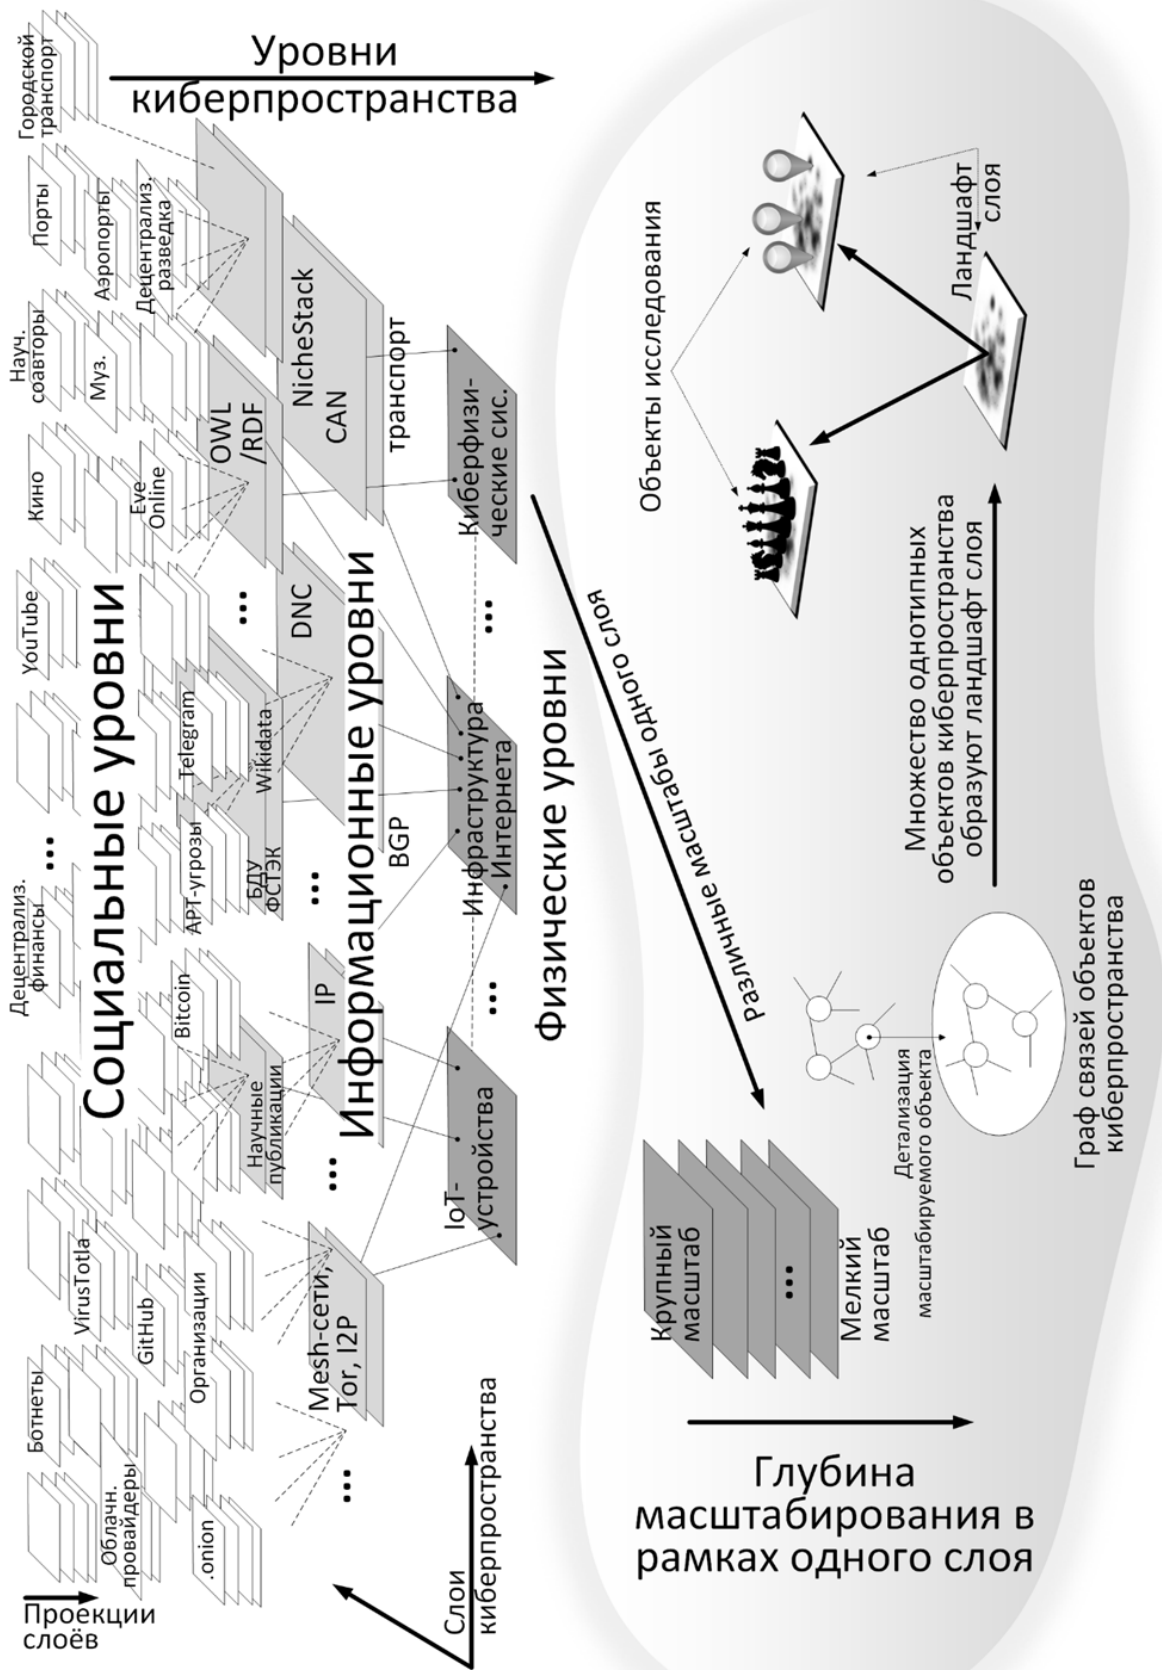 Уровни
киберпространства
Городской
транспорт
Порты
Аэропорты
Децентрализ.
разведка
Науч.
соавторы
Муз.
Кино
Eve
Online
YouTube
Telegram
Wikidata
APT-угрозы
БДУ
ФСТЭК
Децентрализ.
финансы
Bitcoin
Научные
публикации
VirusTotla
GitHub
Организации
Ботнеты
Облачн.
провайдеры
.onion
Проекции
слоёв
Социальные уровни
...
OWL
/RDF
NicheStack
CAN
транспорт
...
DNC
...
BGP
IP
...
Mesh-сети,
Tor, I2P
...
Информационные уровни
Киберфизи-
ческие сис.
...
Инфраструктура
Интернета
...
IoT-
устройства
Физические уровни
Слои
киберпространства
Различные масштабы одного слоя
Крупный
масштаб
...
Мелкий
масштаб
Глубина
масштабирования в
рамках одного слоя
Детализация
масштабируемого объекта
Граф связей объектов
киберпространства
Множество однотипных
объектов киберпространства
образуют ландшафт слоя
Ландшафт
слоя
Объекты исследования